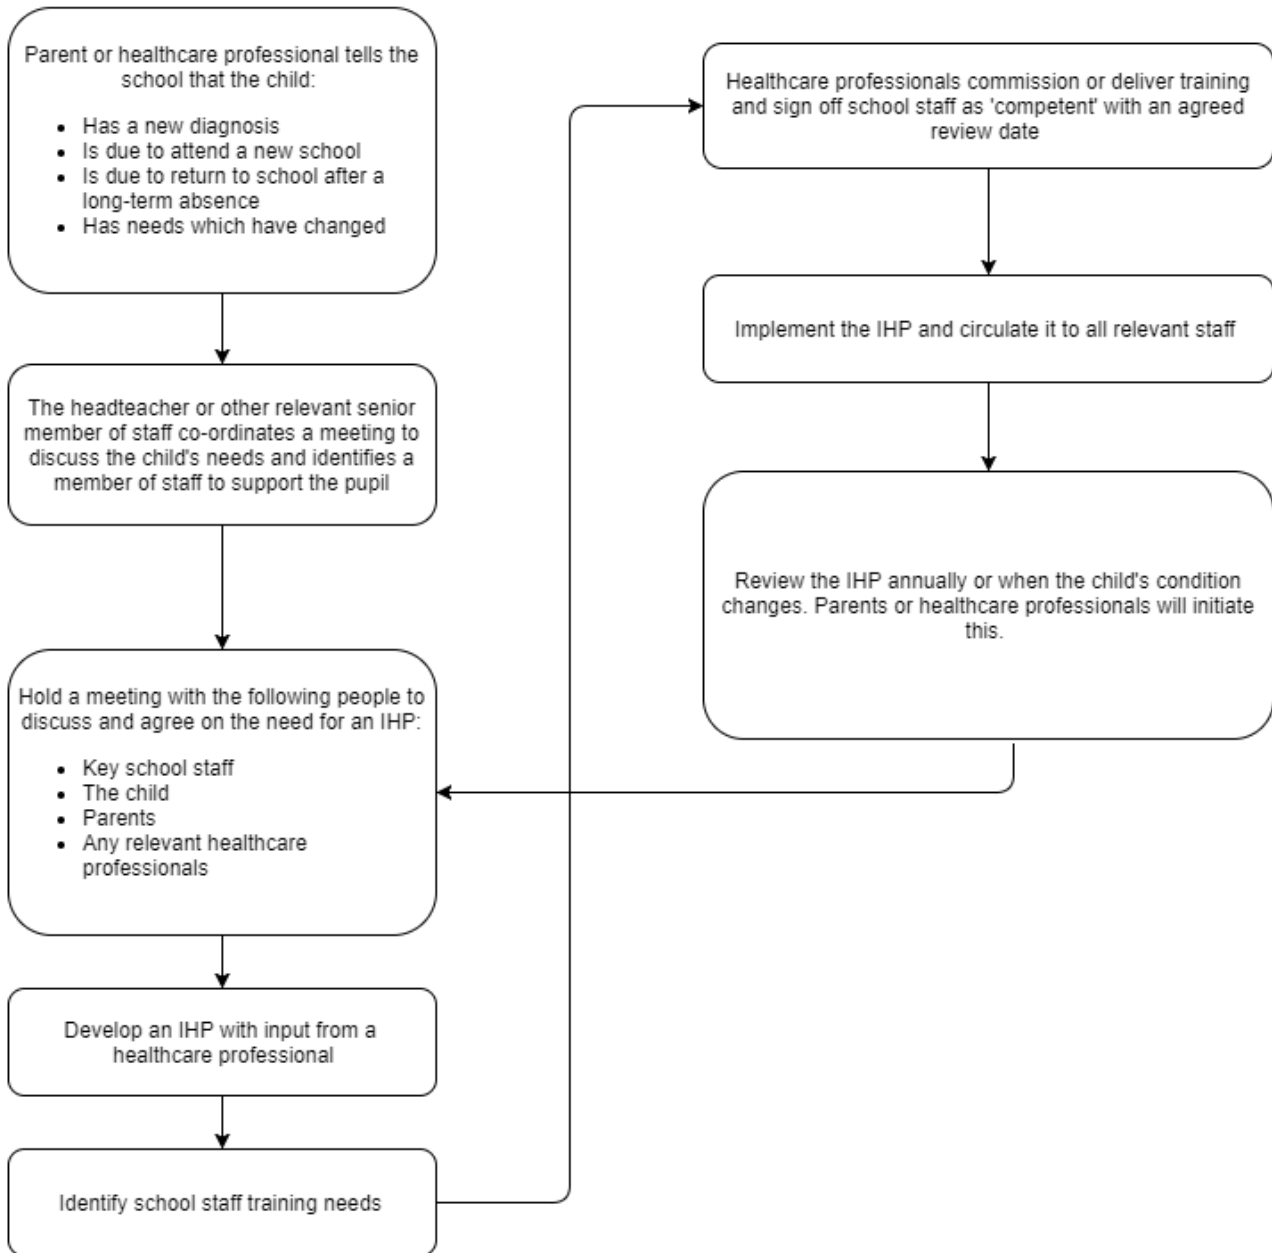 Parent or healthcare professional tells the
school that the child:
• Has a new diagnosis
• Is due to attend a new school
• Is due to return to school after a
long-term absence
• Has needs which have changed
The headteacher or other relevant senior
member of staff co-ordinates a meeting to
discuss the child's needs and identifies a
member of staff to support the pupil
Hold a meeting with the following people to
discuss and agree on the need for an IHP:
• Key school staff
• The child
• Parents
• Any relevant healthcare
professionals
Develop an IHP with input from a
healthcare professional
Identify school staff training needs
Healthcare professionals commission or deliver training
and sign off school staff as 'competent' with an agreed
review date
Implement the IHP and circulate it to all relevant staff
Review the IHP annually or when the child's condition
changes. Parents or healthcare professionals will initiate
this.